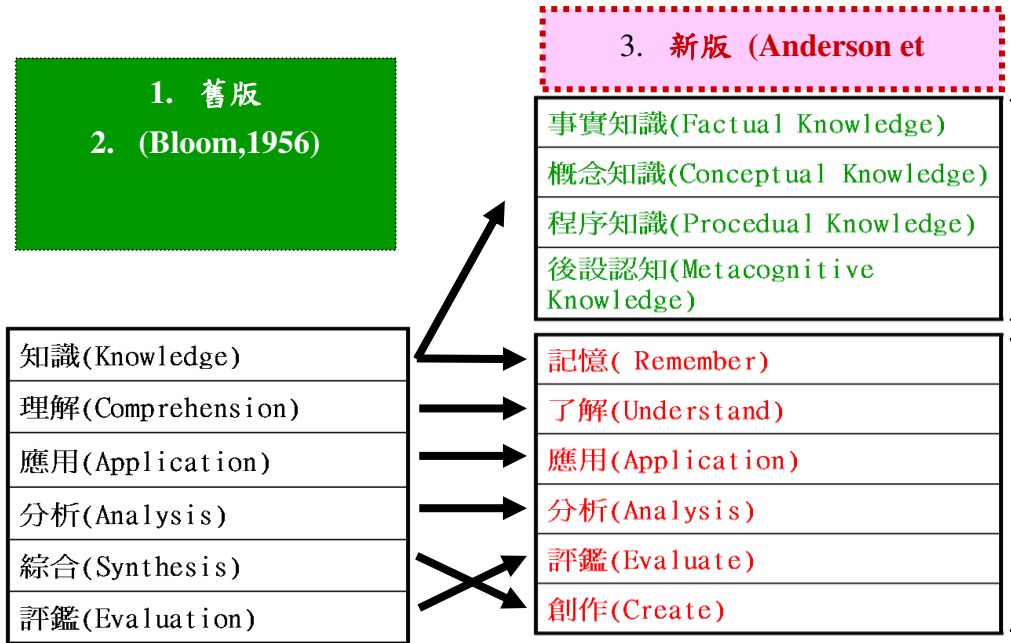 1. 舊版
2. (Bloom,1956)
3. 新版 (Anderson et
事實知識(Factual Knowledge)
概念知識(Conceptual Knowledge)
程序知識(Procedual Knowledge)
後設認知(Metacognitive
Knowledge)
知識(Knowledge)
理解(Comprehension)
應用(Application)
分析(Analysis)
綜合(Synthesis)
評鑑(Evaluation)
記憶( Remember)
了解(Understand)
應用(Application)
分析(Analysis)
評鑑(Evaluate)
創作(Create)